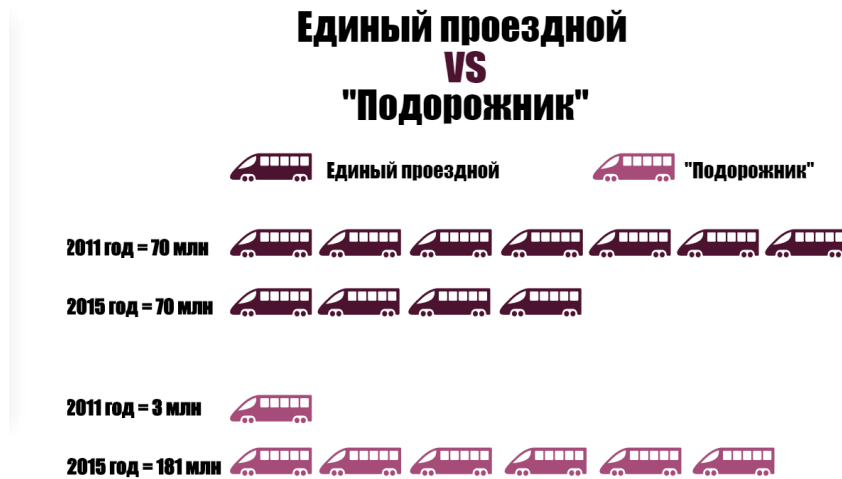 Единый проездной
VS
"Подорожник"
Единый проездной
"Подорожник"
2011 год = 70 млн
2015 год = 70 млн
2011 год = 3 млн
2015 год = 181 млн